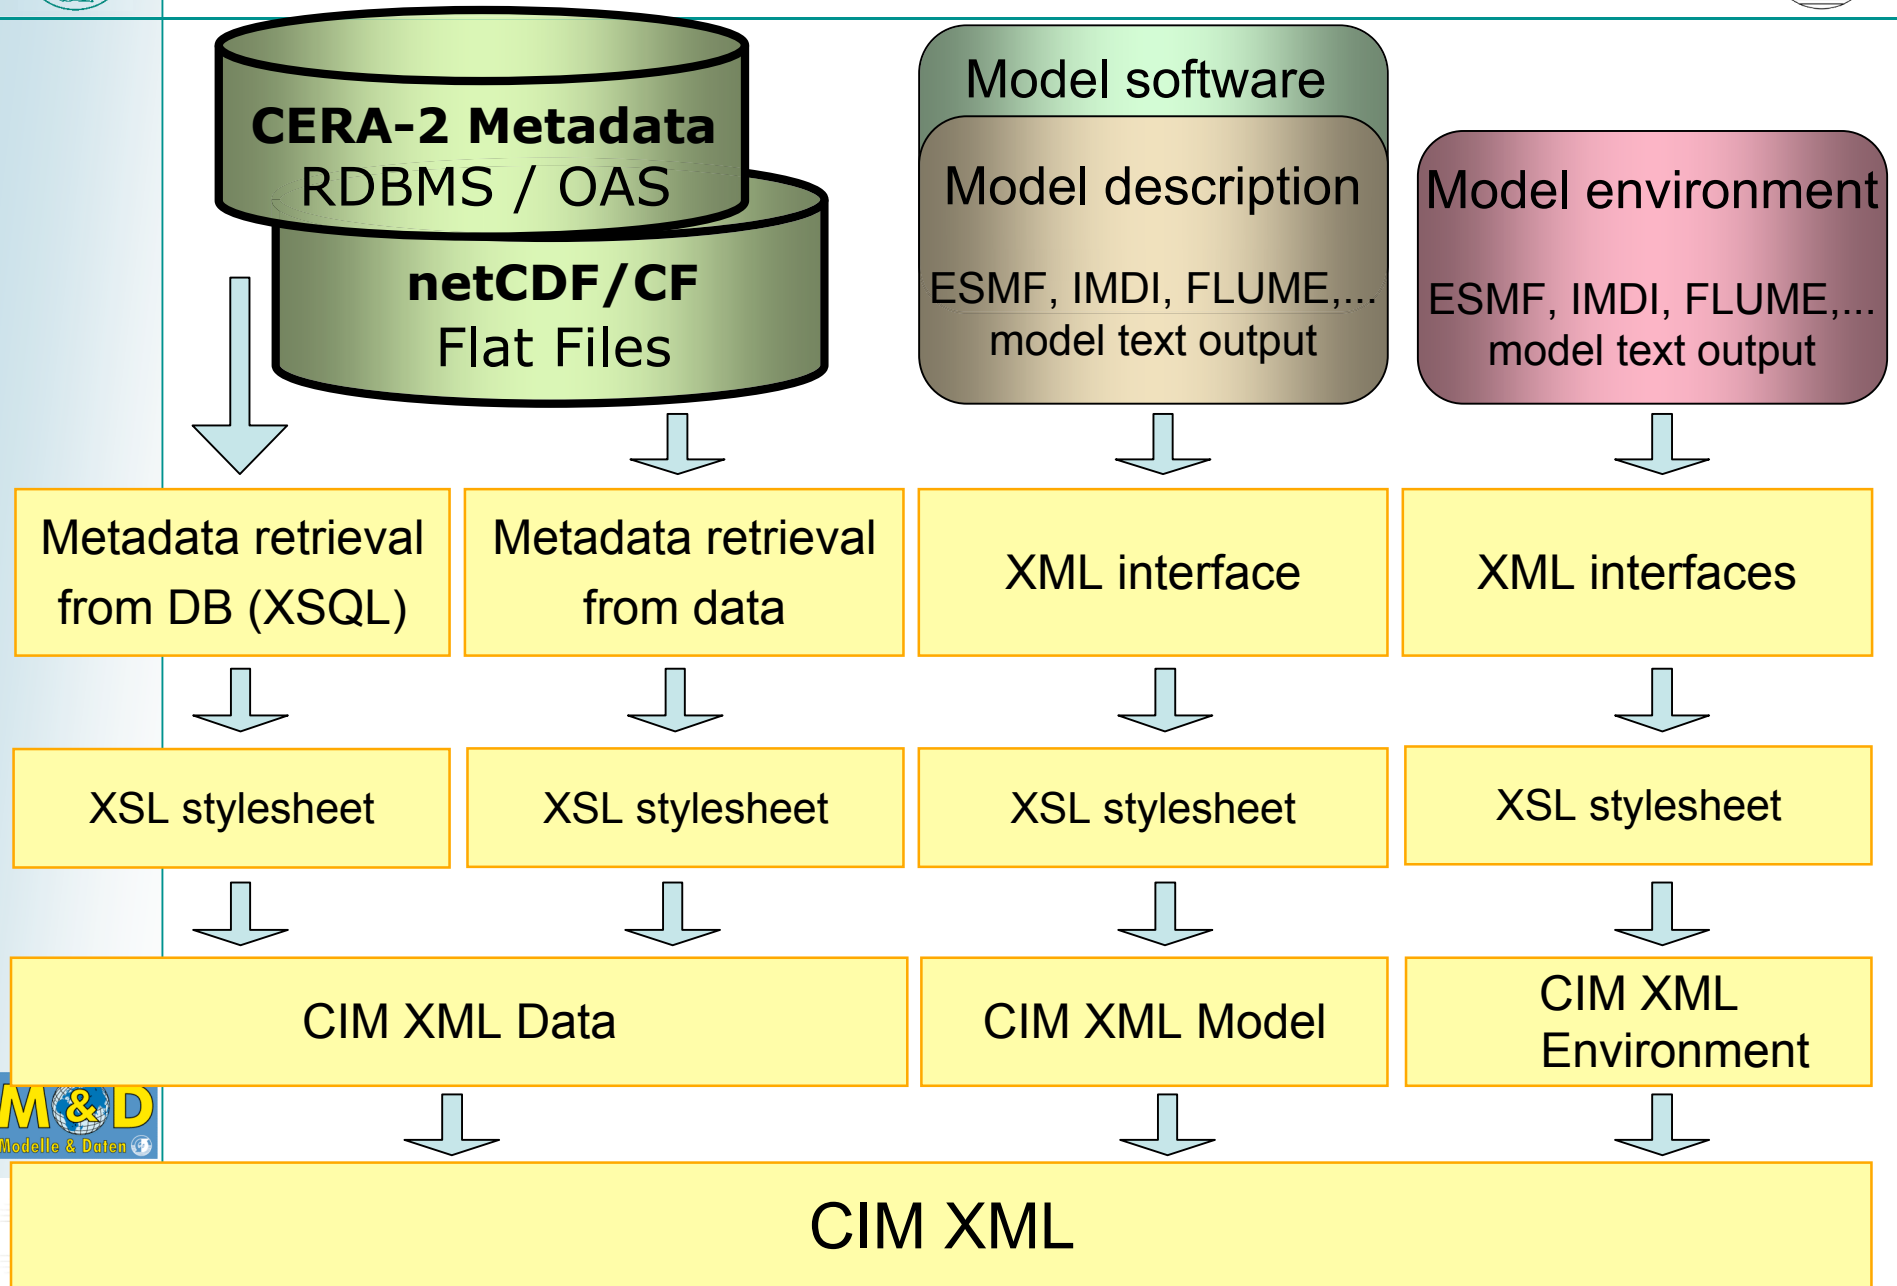 CERA-2 Metadata
RDBMS / OAS
netCDF/CF
Flat Files
Model software
Model description
ESMF, IMDI, FLUME,...
model text output
Model environment
ESMF, IMDI, FLUME,...
model text output
Metadata retrieval
from DB (XSQL)
Metadata retrieval
from data
XML interface
XML interfaces
XSL stylesheet
XSL stylesheet
XSL stylesheet
XSL stylesheet
CIM XML Data
CIM XML Model
CIM XML
Environment
M&D
Modelle & Daten
CIM XML